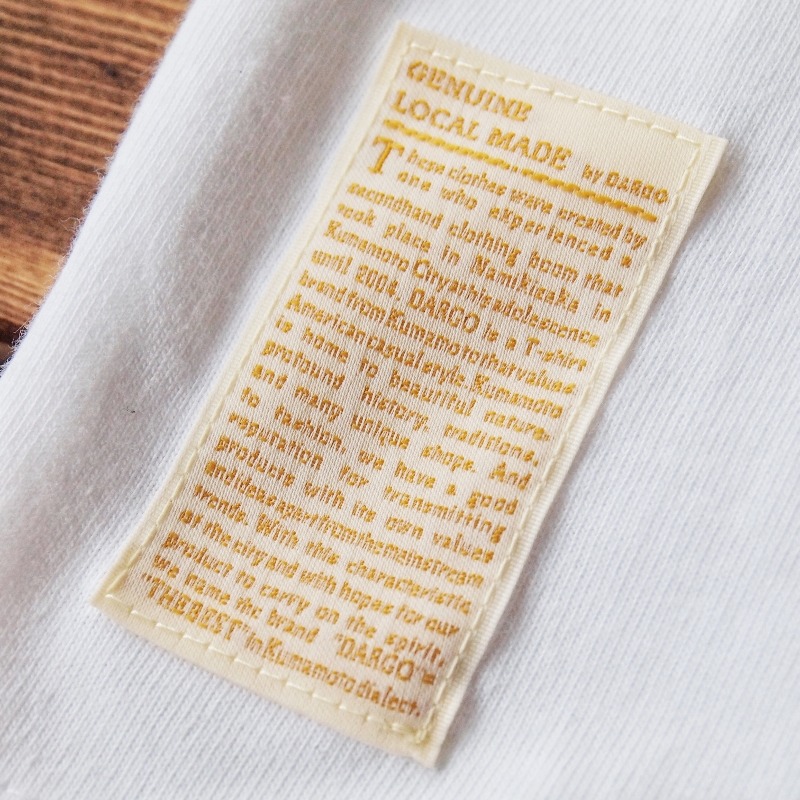 GENUINE
LOCAL MADE by DARGO
These clothes were created by
one who experienced a
secondhand clothing boom that
took place in Namikizaka in
Kumamoto City at his adolescence
until 2004. DARGO is a T-shirt
brand from Kumamoto that values
American casual style. Kumamoto
is home to beautiful nature,
profound history, traditions,
and many unique shops. And
to fashion, we have a good
reputation for transmitting
products with its own values
and ideas apart from the mainstream
trends. With this characteristic
of the city and with hopes for our
product to carry on the spirit,
we name the brand "DARGO"=
"THE BEST" in Kumamoto dialect.